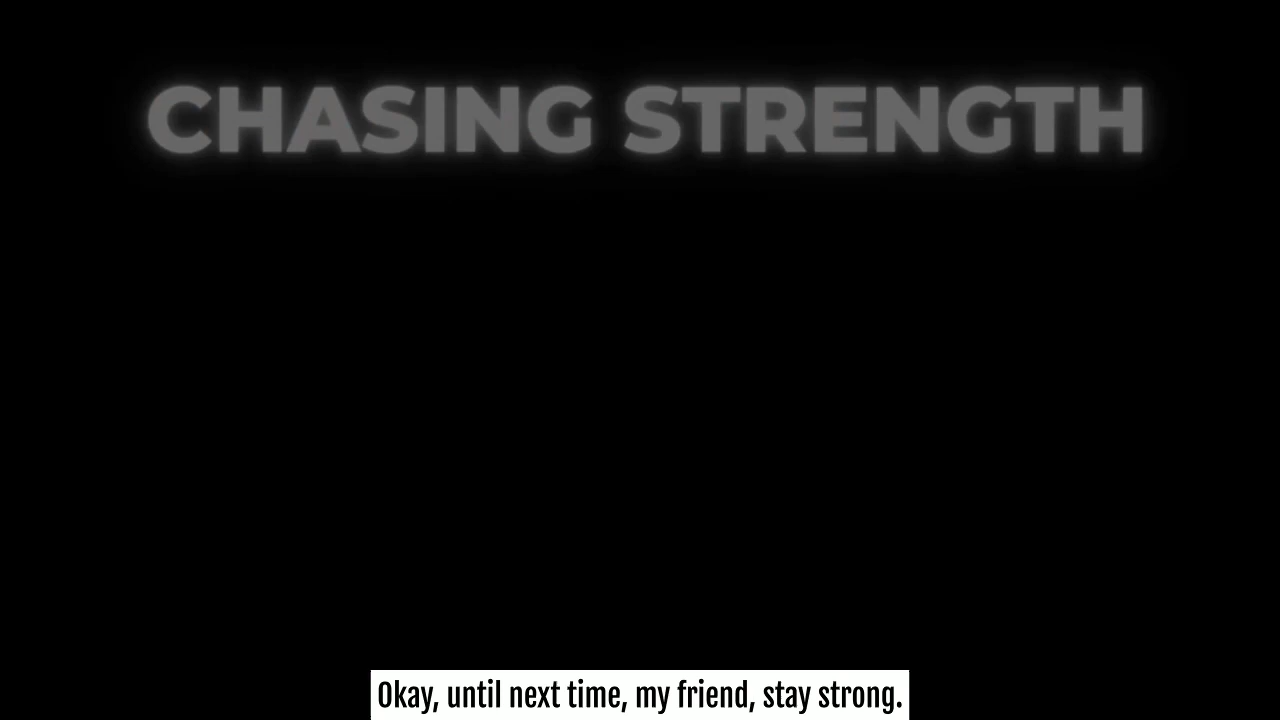 CHASING STRENGTH
Okay, until next time, my friend, stay strong.